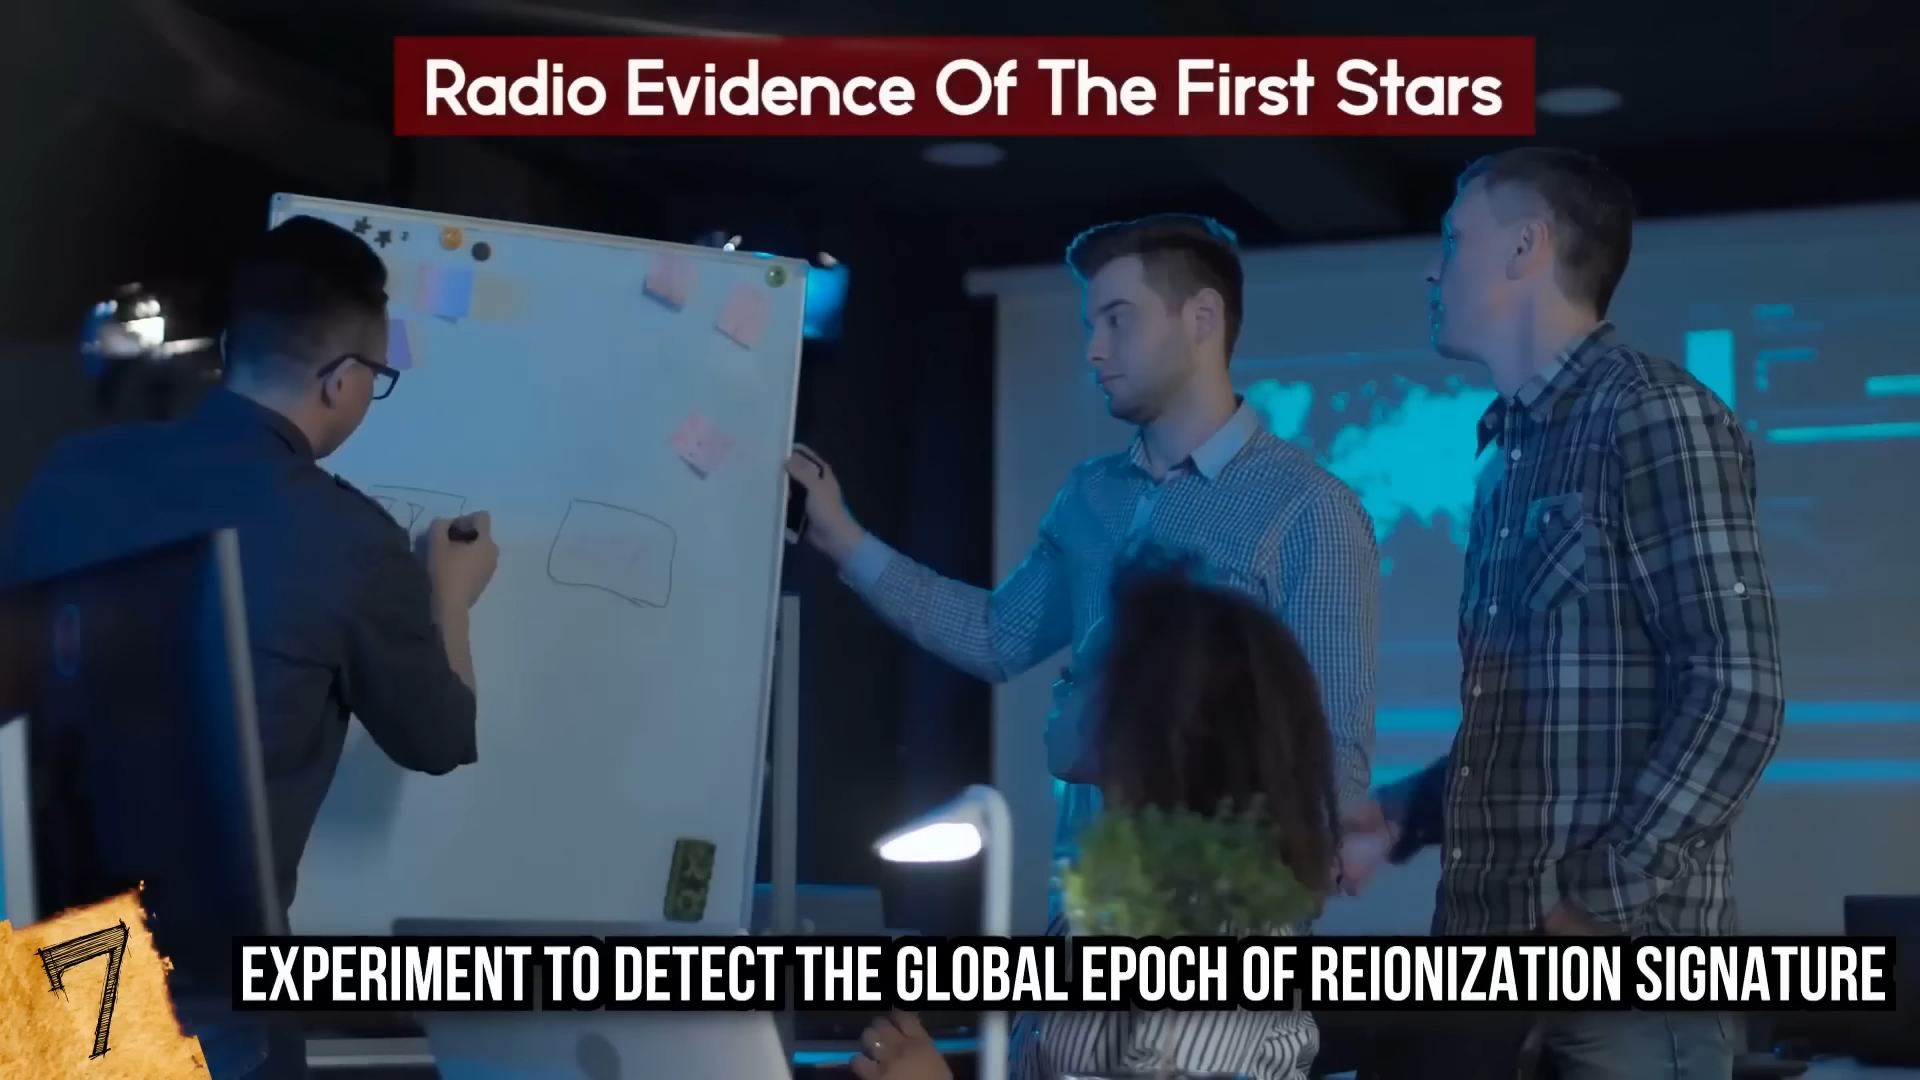 Radio Evidence Of The First Stars
7
EXPERIMENT TO DETECT THE GLOBAL EPOCH OF REIONIZATION SIGNATURE